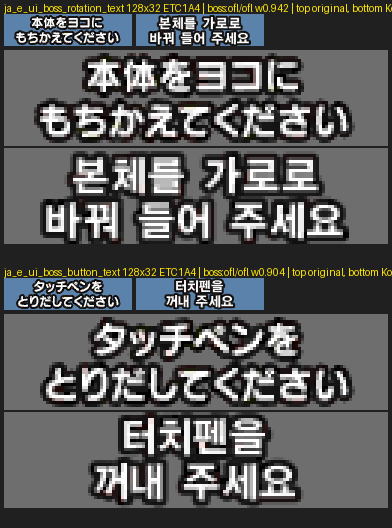 ja_e_ui_boss_rotation_text 128x32 ETC1A4 | boss:ofl/ofl w0.942 | top original, bottom Ko
本体をヨコに 본체를 가로로
もちかえてください 바꿔 들어 주세요
本体をヨコに
もちかえてください
본체를 가로로
바꿔 들어 주세요
ja_e_ui_boss_button_text 128x32 ETC1A4 | boss:ofl/ofl w0.904 | top original, bottom Ko
タッチペンを 터치펜을
とりだしてください 꺼내 주세요
タッチペンを
とりだしてください
터치펜을
꺼내 주세요